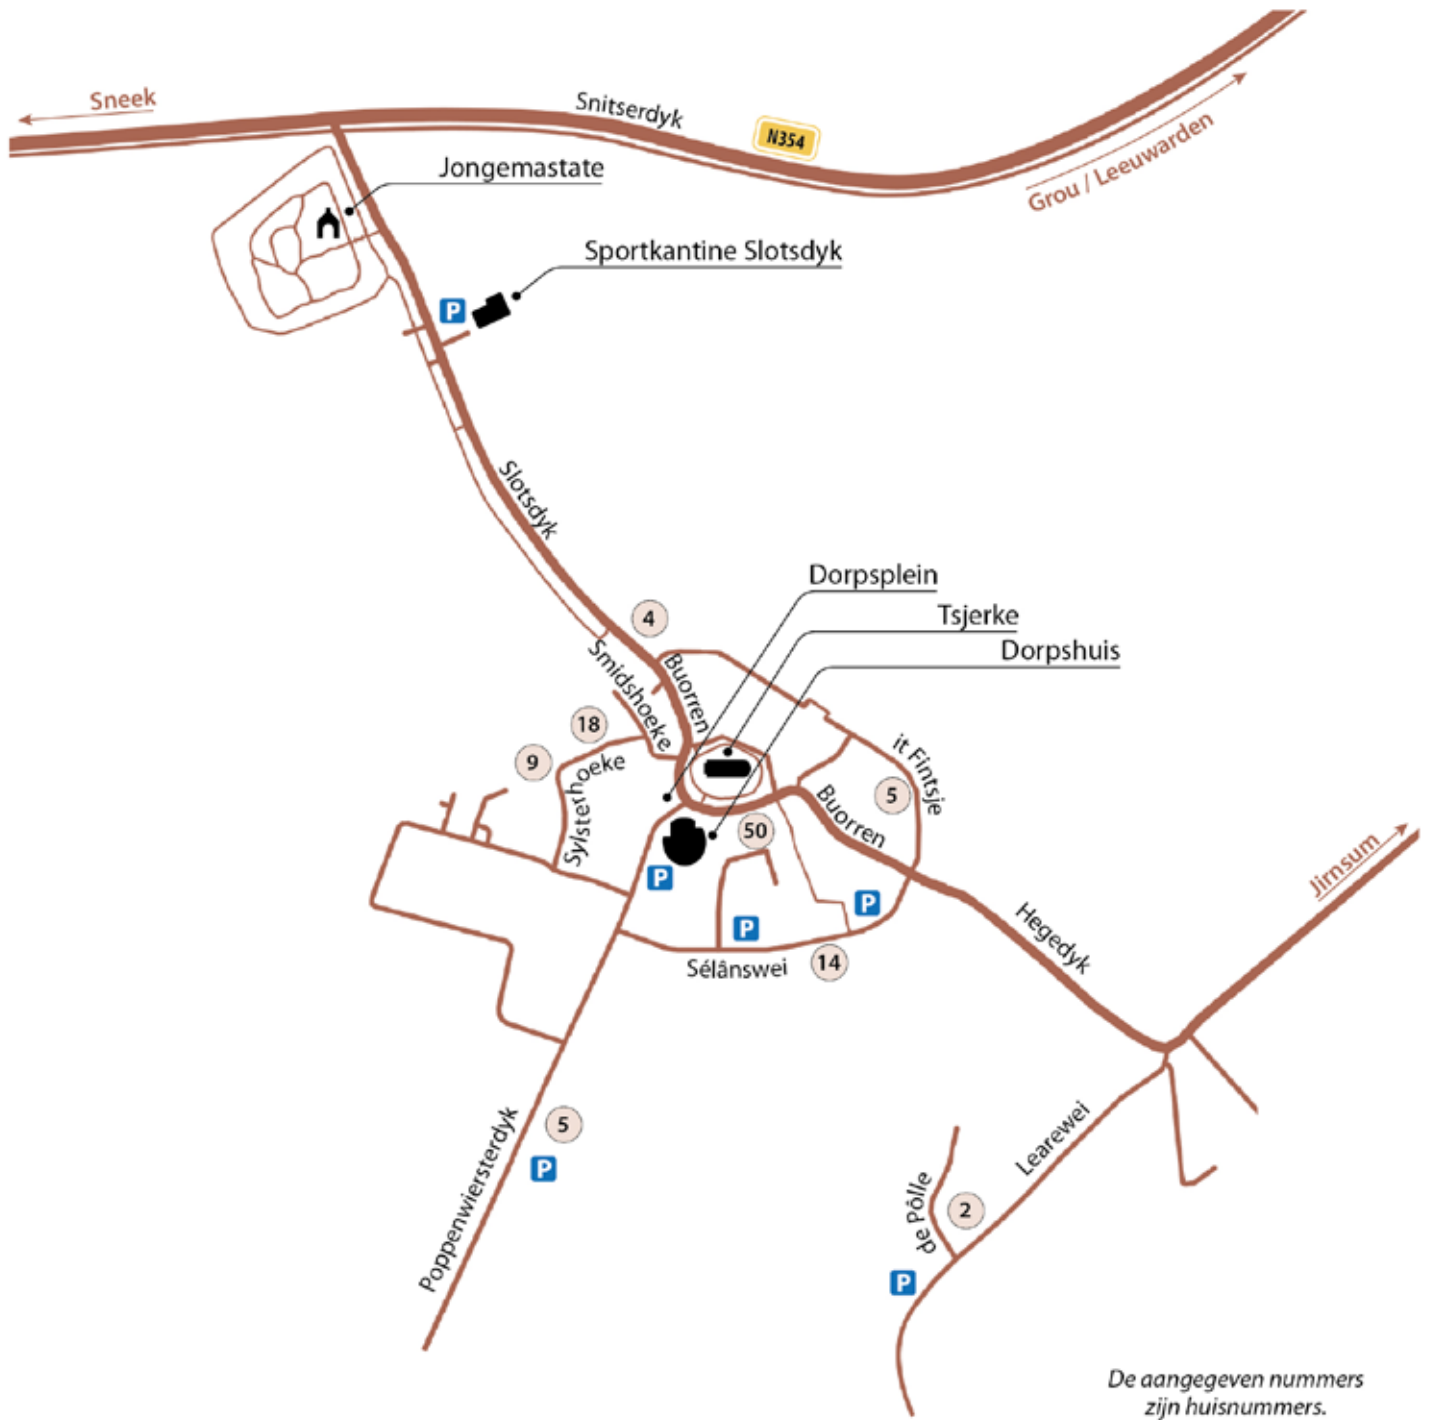 Sneek
Snitserdyk
N354
Grou / Leeuwarden
Jongemastate
Sportkantine Slotsdyk
P
Slotsdyk
Dorpsplein
4
Tsjerke
Dorpshuis
Smidshoeke
Buorren
18
it Fintsje
9
Sylsterhoeke
5
Buorren
50
P
P
P
Jirnsum
Hegedyk
Sélânswei
14
Poppenwiersterdyk
5
P
Learewei
de Pôlle
2
P
De aangegeven nummers
zijn huisnummers.